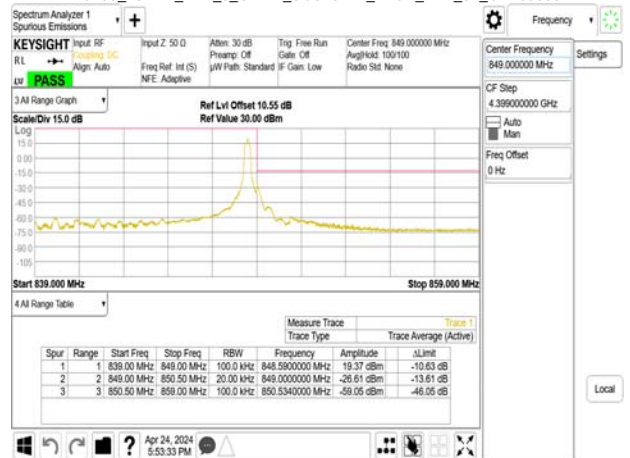 Spectrum Analyzer 1
Spurious Emissions
Frequency
KEYSIGHT
RL
LXI PASS
Input: RF
Coupling: DC
Align: Auto
Input Z: 50 Ω
Freq Ref: Int (S)
NFE: Adaptive
Atten: 30 dB
Preamp: Off
µW Path: Standard
Trig: Free Run
Gate: Off
IF Gain: Low
Center Freq: 849.000000 MHz
Avg|Hold: 100/100
Radio Std: None
Center Frequency
849.000000 MHz
Settings
CF Step
4.399000000 GHz
Auto
Man
Freq Offset
0 Hz
Local
3 All Range Graph
Scale/Div 15.0 dB
Ref Lvl Offset 10.55 dB
Ref Value 30.00 dBm
Log
15.0
0.00
-15.0
-30.0
-45.0
-60.0
-75.0
-90.0
-105
Start 839.000 MHz
Stop 859.000 MHz
4 All Range Table
Measure Trace Trace 1
Trace Type Trace Average (Active)
Spur Range Start Freq Stop Freq RBW Frequency Amplitude ΔLimit
1 1 839.00 MHz 849.00 MHz 100.0 kHz 848.5900000 MHz 19.37 dBm -10.63 dB
2 2 849.00 MHz 850.50 MHz 20.00 kHz 849.0000000 MHz -26.61 dBm -13.61 dB
3 3 850.50 MHz 859.00 MHz 100.0 kHz 850.5340000 MHz -59.05 dBm -46.05 dB
Apr 24, 2024
5:53:33 PM